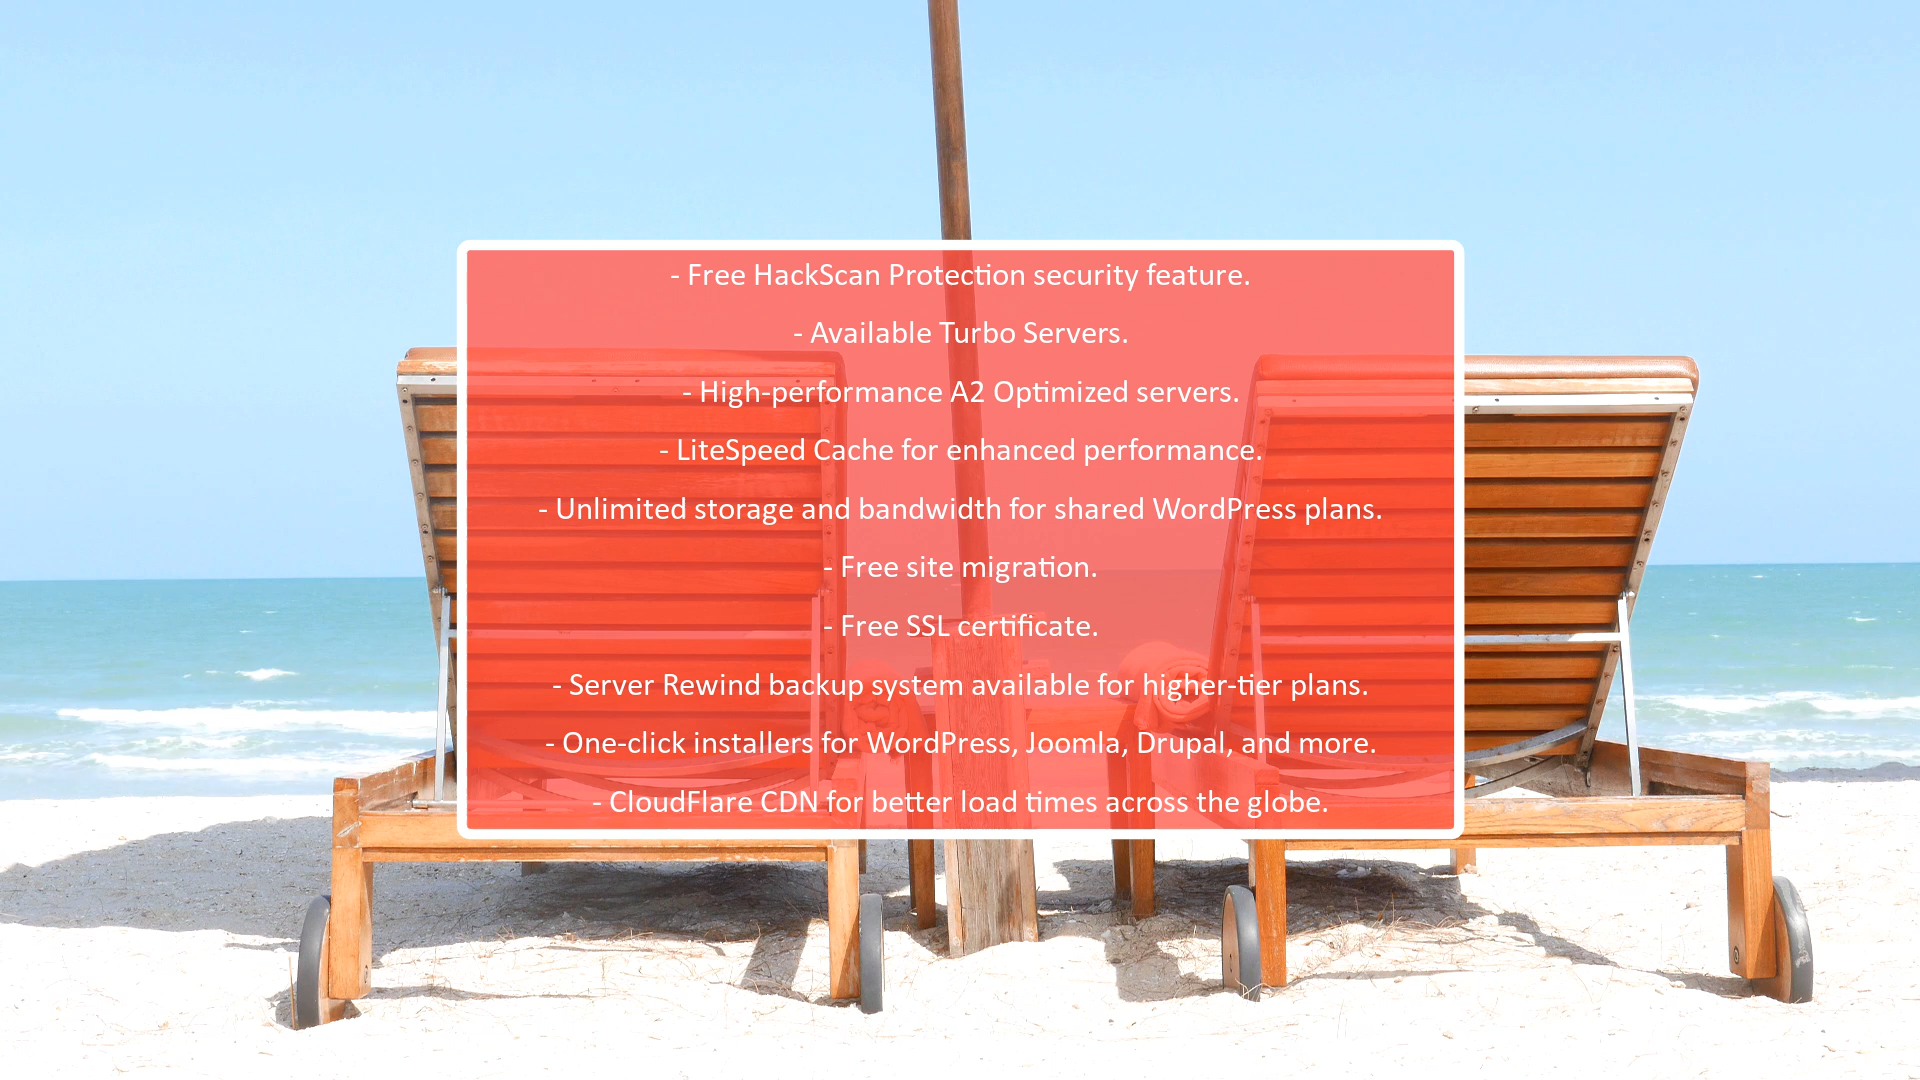 - Free HackScan Protection security feature.
- Available Turbo Servers.
- High-performance A2 Optimized servers.
- LiteSpeed Cache for enhanced performance.
- Unlimited storage and bandwidth for shared WordPress plans.
- Free site migration.
- Free SSL certificate.
- Server Rewind backup system available for higher-tier plans.
- One-click installers for WordPress, Joomla, Drupal, and more.
- CloudFlare CDN for better load times across the globe.